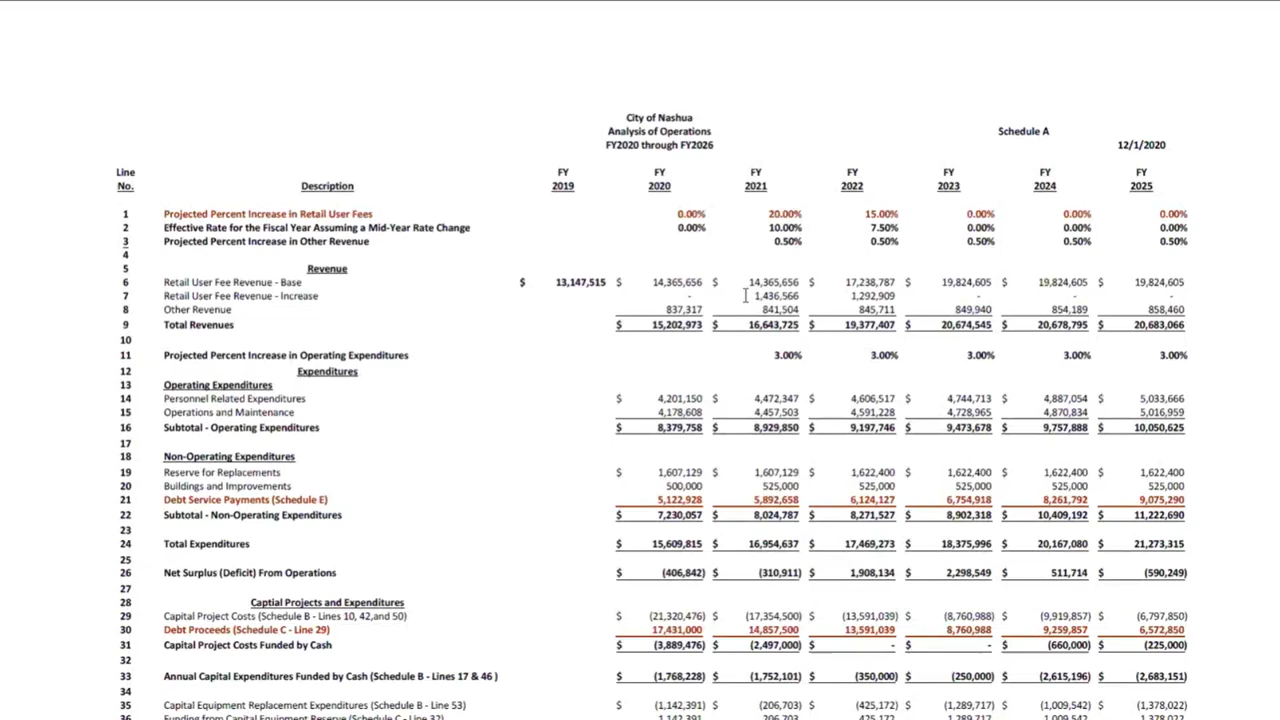 City of Nashua
Analysis of Operations Schedule A
FY2020 through FY2026 12/1/2020
Line FY FY FY FY FY FY FY
No. Description 2019 2020 2021 2022 2023 2024 2025
1 Projected Percent Increase in Retail User Fees 0.00% 20.00% 15.00% 0.00% 0.00% 0.00%
2 Effective Rate for the Fiscal Year Assuming a Mid-Year Rate Change 0.00% 10.00% 7.50% 0.00% 0.00% 0.00%
3 Projected Percent Increase in Other Revenue 0.50% 0.50% 0.50% 0.50% 0.50%
4
5 Revenue
6 Retail User Fee Revenue - Base $ 13,147,515 $ 14,365,656 $ 14,365,656 $ 17,238,787 $ 19,824,605 $ 19,824,605 $ 19,824,605
7 Retail User Fee Revenue - Increase - 1,436,566 1,292,909 - - -
8 Other Revenue 837,317 841,504 845,711 849,940 854,189 858,460
9 Total Revenues $ 15,202,973 $ 16,643,725 $ 19,377,407 $ 20,674,545 $ 20,678,795 $ 20,683,066
10
11 Projected Percent Increase in Operating Expenditures 3.00% 3.00% 3.00% 3.00% 3.00%
12 Expenditures
13 Operating Expenditures
14 Personnel Related Expenditures $ 4,201,150 $ 4,472,347 $ 4,606,517 $ 4,744,713 $ 4,887,054 $ 5,033,666
15 Operations and Maintenance 4,178,608 4,457,503 4,591,228 4,728,965 4,870,834 5,016,959
16 Subtotal - Operating Expenditures $ 8,379,758 $ 8,929,850 $ 9,197,746 $ 9,473,678 $ 9,757,888 $ 10,050,625
17
18 Non-Operating Expenditures
19 Reserve for Replacements $ 1,607,129 $ 1,607,129 $ 1,622,400 $ 1,622,400 $ 1,622,400 $ 1,622,400
20 Buildings and Improvements 500,000 525,000 525,000 525,000 525,000 525,000
21 Debt Service Payments (Schedule E) 5,122,928 5,892,658 6,124,127 6,754,918 8,261,792 9,075,290
22 Subtotal - Non-Operating Expenditures $ 7,230,057 $ 8,024,787 $ 8,271,527 $ 8,902,318 $ 10,409,192 $ 11,222,690
23
24 Total Expenditures $ 15,609,815 $ 16,954,637 $ 17,469,273 $ 18,375,996 $ 20,167,080 $ 21,273,315
25
26 Net Surplus (Deficit) From Operations $ (406,842) $ (310,911) $ 1,908,134 $ 2,298,549 $ 511,714 $ (590,249)
27
28 Captial Projects and Expenditures
29 Capital Project Costs (Schedule B - Lines 10, 42,and 50) $ (21,320,476) $ (17,354,500) $ (13,591,039) $ (8,760,988) $ (9,919,857) $ (6,797,850)
30 Debt Proceeds (Schedule C - Line 29) 17,431,000 14,857,500 13,591,039 8,760,988 9,259,857 6,572,850
31 Capital Project Costs Funded by Cash $ (3,889,476) $ (2,497,000) $ - $ - $ (660,000) $ (225,000)
32
33 Annual Capital Expenditures Funded by Cash (Schedule B - Lines 17 & 46 ) $ (1,768,228) $ (1,752,101) $ (350,000) $ (250,000) $ (2,615,196) $ (2,683,151)
34
35 Capital Equipment Replacement Expenditures (Schedule B - Line 53) $ (1,142,391) $ (206,703) $ (425,172) $ (1,289,717) $ (1,009,542) $ (1,378,022)
36 Funding from Capital Equipment Reserve (Schedule C - Line 32) 1,142,391 206,703 425,172 1,289,717 1,009,542 1,378,022